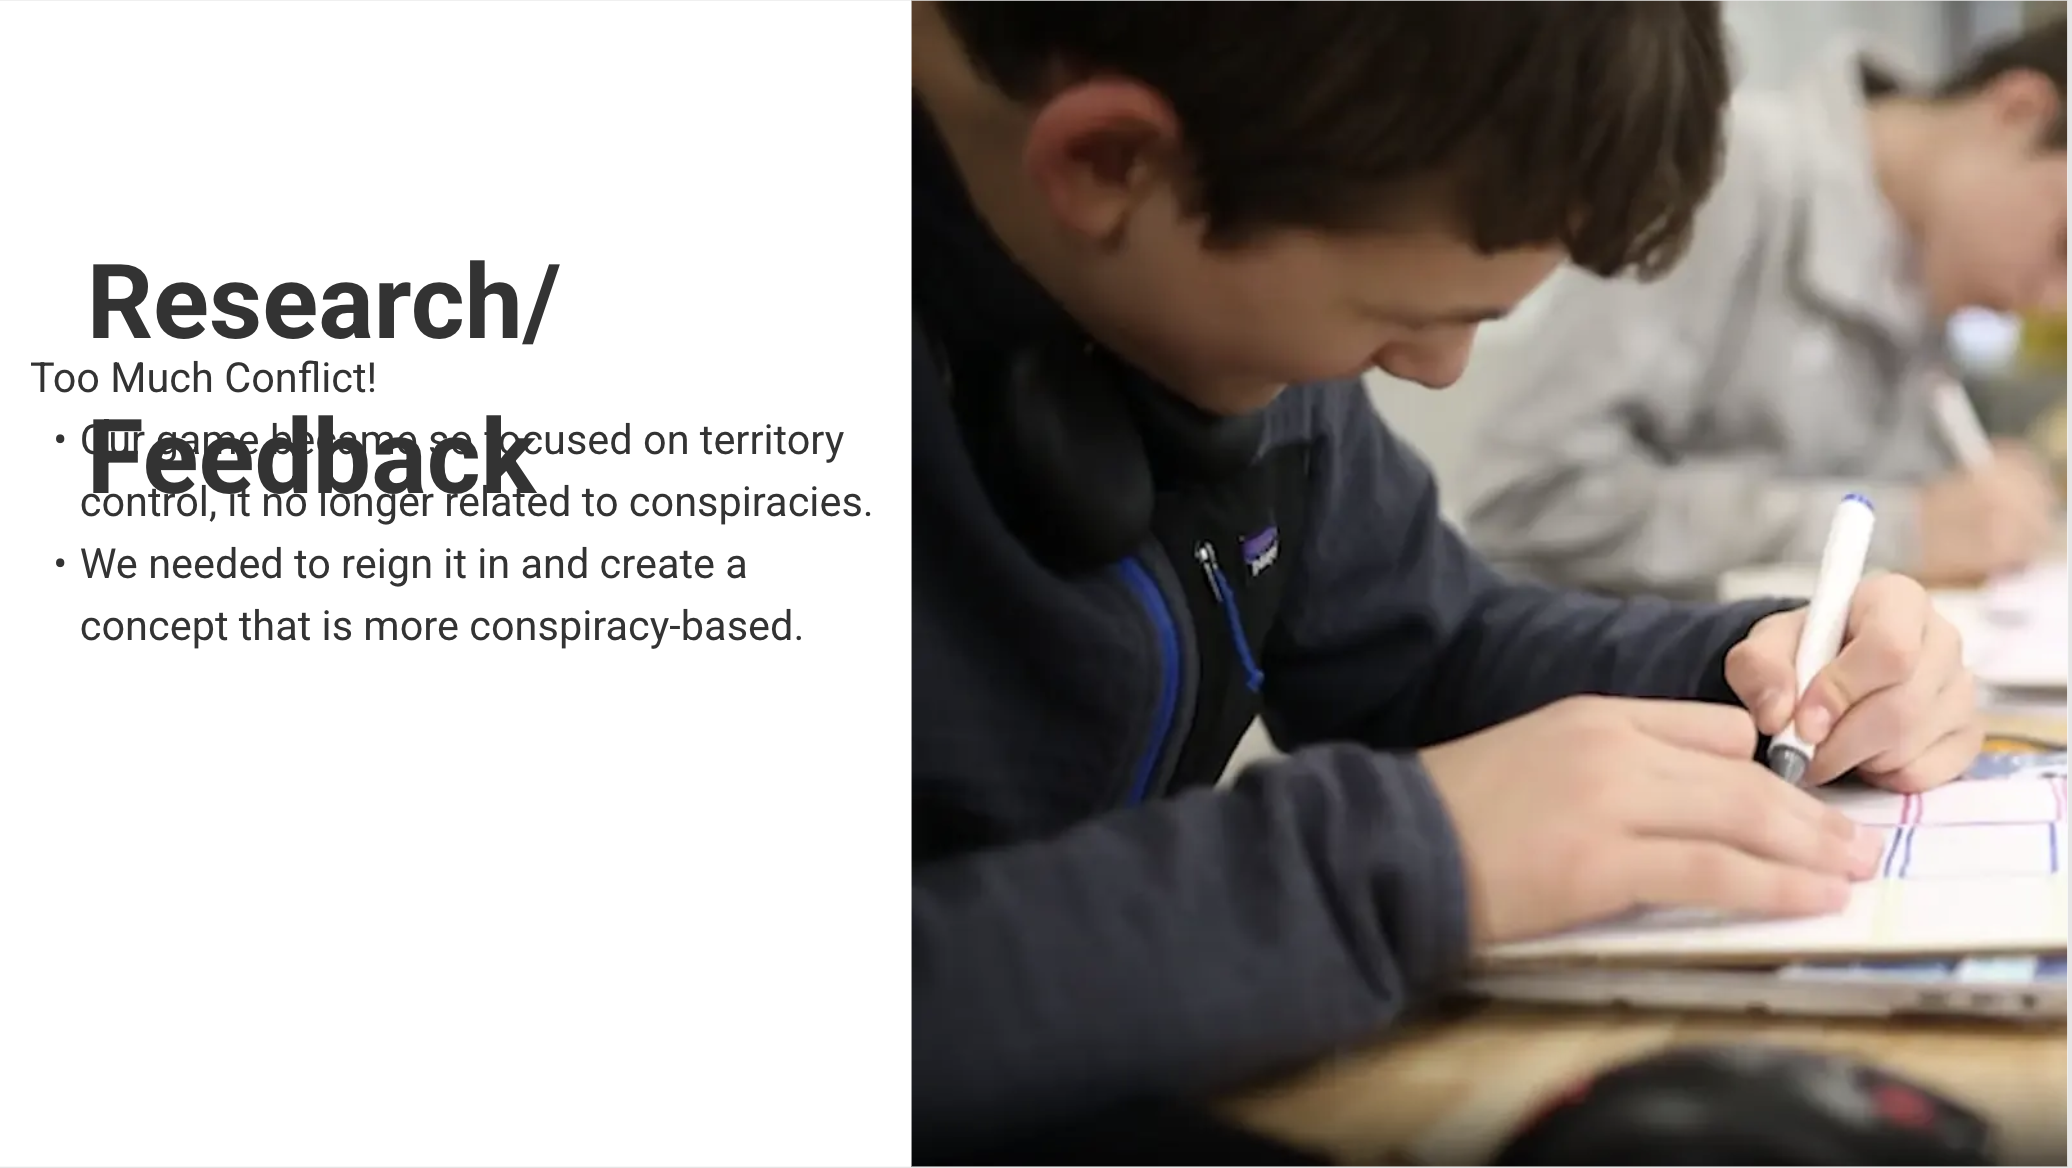 Research/
Too Much Conflict!
Feedback
• Our game became so focused on territory
control, it no longer related to conspiracies.
• We needed to reign it in and create a
concept that is more conspiracy-based.